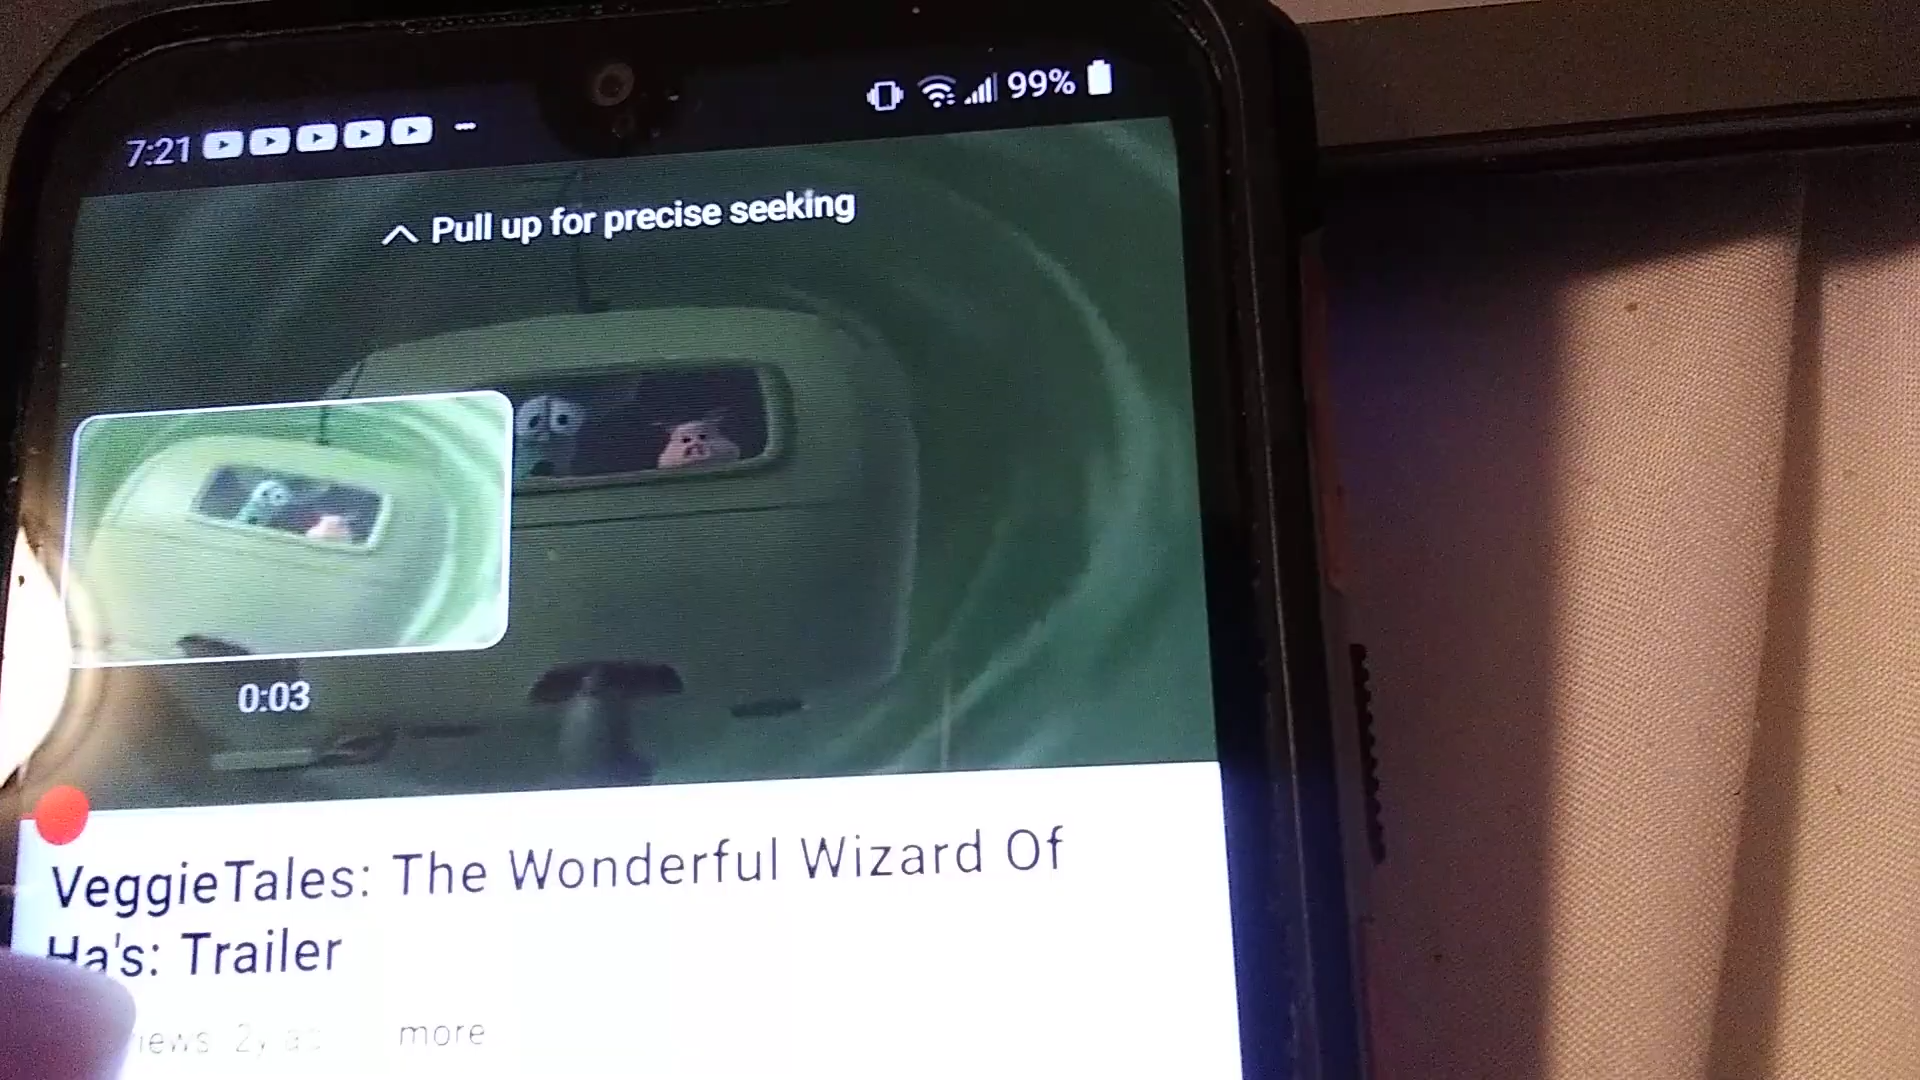 7:21 99%
Pull up for precise seeking
0:03
VeggieTales: The Wonderful Wizard Of
Ha's: Trailer
more